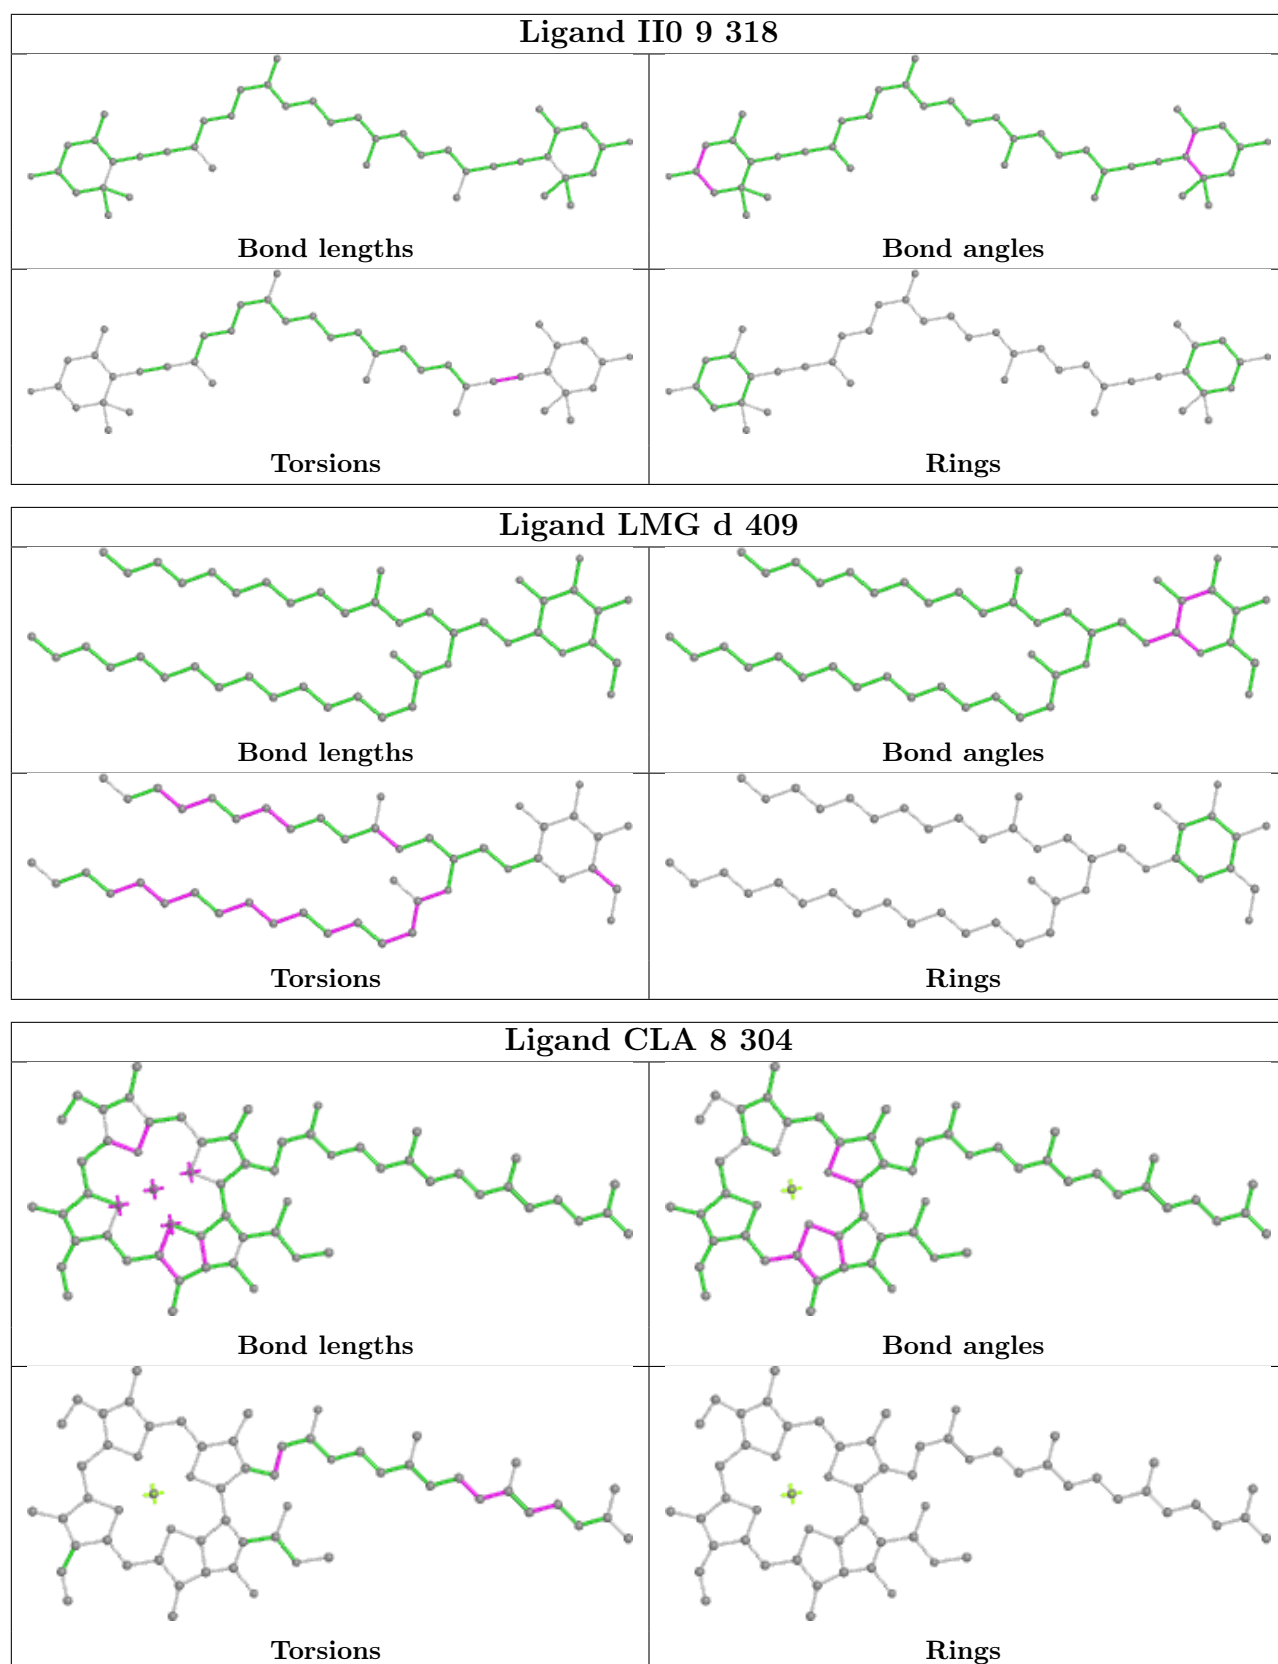 Ligand II0 9 318
Bond lengths
Bond angles
Torsions
Rings
Ligand LMG d 409
Bond lengths
Bond angles
Torsions
Rings
Ligand CLA 8 304
Bond lengths
Bond angles
Torsions
Rings